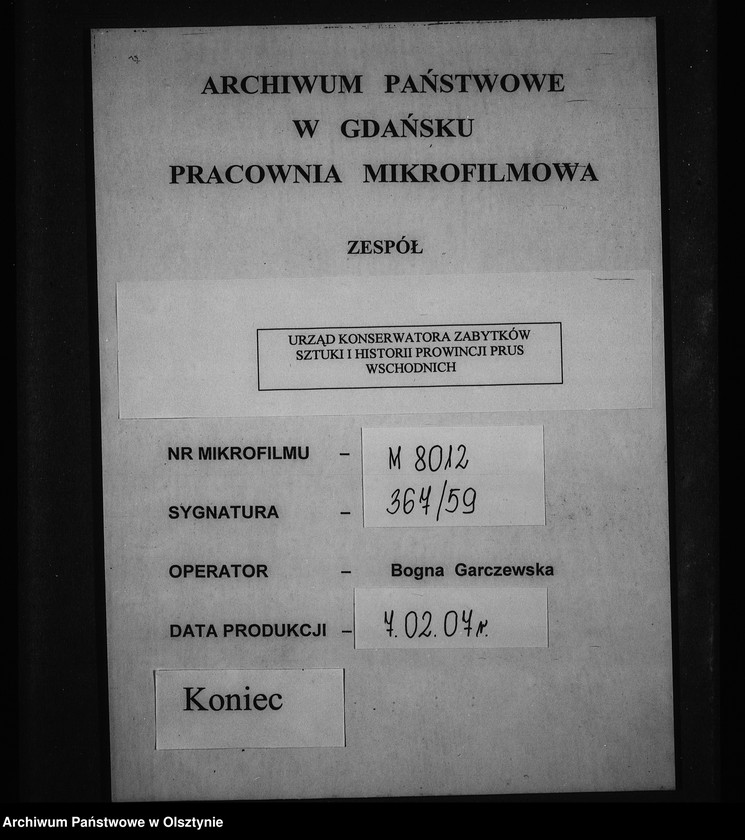 ARCHIWUM PAŃSTWOWE
W GDAŃSKU
PRACOWNIA MIKROFILMOWA
ZESPÓŁ
URZĄD KONSERWATORA ZABYTKÓW
SZTUKI I HISTORII PROWINCJI PRUS
WSCHODNICH
NR MIKROFILMU – M 8012
SYGNATURA – 367/59
OPERATOR – Bogna Garczewska
DATA PRODUKCJI – 7.02.07r.
Koniec
Archiwum Państwowe w Olsztynie